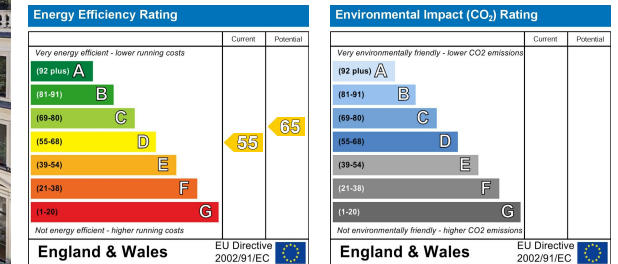 Energy Efficiency Rating
Current Potential
Very energy efficient - lower running costs
(92 plus) A
(81-91) B
(69-80) C
(55-68) D
(39-54) E
(21-38) F
(1-20) G
55
65
Not energy efficient - higher running costs
England & Wales
EU Directive
2002/91/EC
Environmental Impact (CO₂) Rating
Current Potential
Very environmentally friendly - lower CO2 emissions
(92 plus) A
(81-91) B
(69-80) C
(55-68) D
(39-54) E
(21-38) F
(1-20) G
Not environmentally friendly - higher CO2 emissions
England & Wales
EU Directive
2002/91/EC